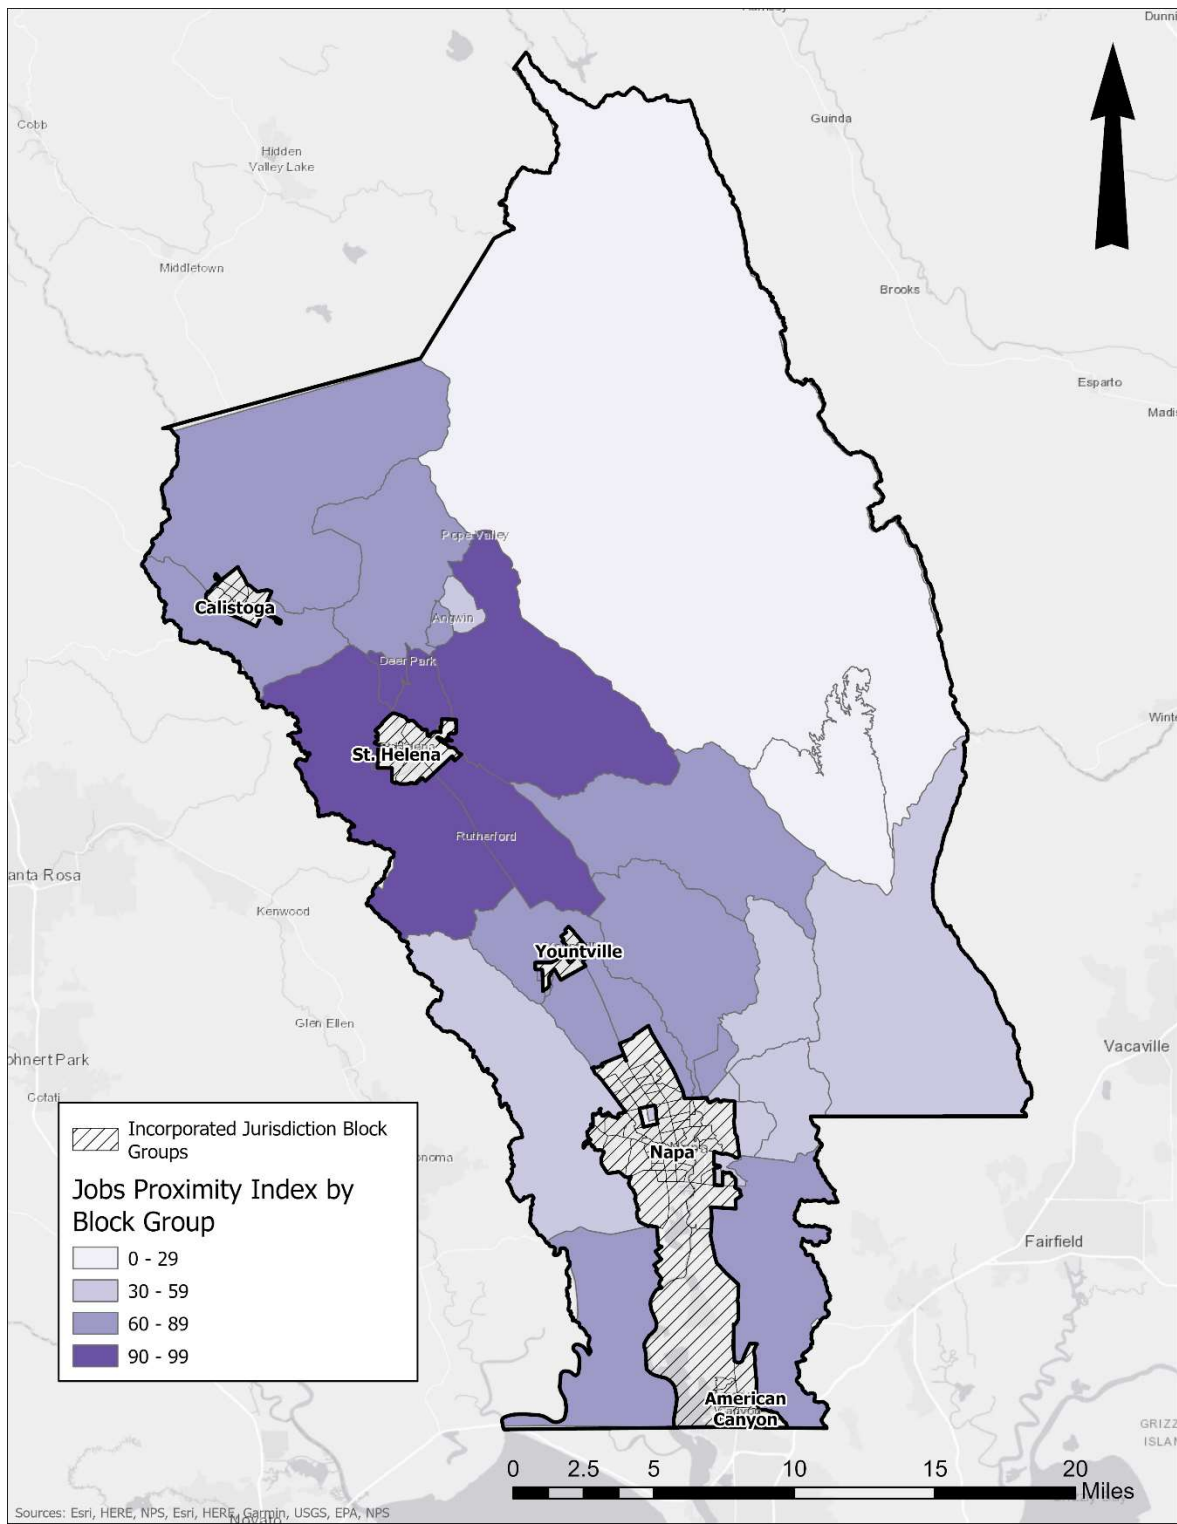 Dunni
Guinda
Cobb
Hidden
Valley Lake
Middletown
Brooks
Esparto
Madis
Pope Valley
Calistoga
Angwin
Deer Park
Winte
St. Helena
Rutherford
anta Rosa
Kenwood
Yountville
Glen Ellen
Vacaville
ohnert Park
Cotati
Incorporated Jurisdiction Block
Groups
Napa
onoma
Jobs Proximity Index by
Block Group
0 - 29
30 - 59
60 - 89
90 - 99
Fairfield
American
Canyon
GRIZZ
ISLAN
0 2.5 5 10 15 20
Miles
Sources: Esri, HERE, NPS, Esri, HERE, Garmin, USGS, EPA, NPS
Novato